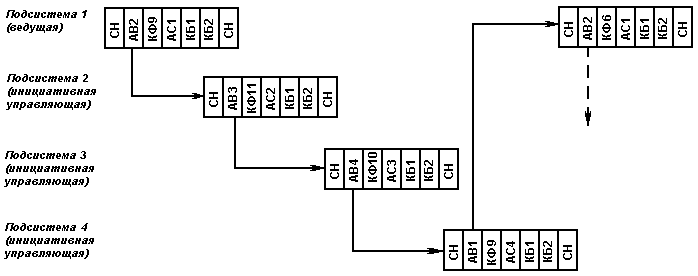 Подсистема 1
(ведущая)
СН АВ2 КФ9 АС1 КБ1 КБ2 СН
СН АВ2 КФ6 АС1 КБ1 КБ2 СН
Подсистема 2
(инициативная
управляющая)
СН АВ3 КФ11 АС2 КБ1 КБ2 СН
Подсистема 3
(инициативная
управляющая)
СН АВ4 КФ10 АС3 КБ1 КБ2 СН
Подсистема 4
(инициативная
управляющая)
СН АВ1 КФ9 АС4 КБ1 КБ2 СН